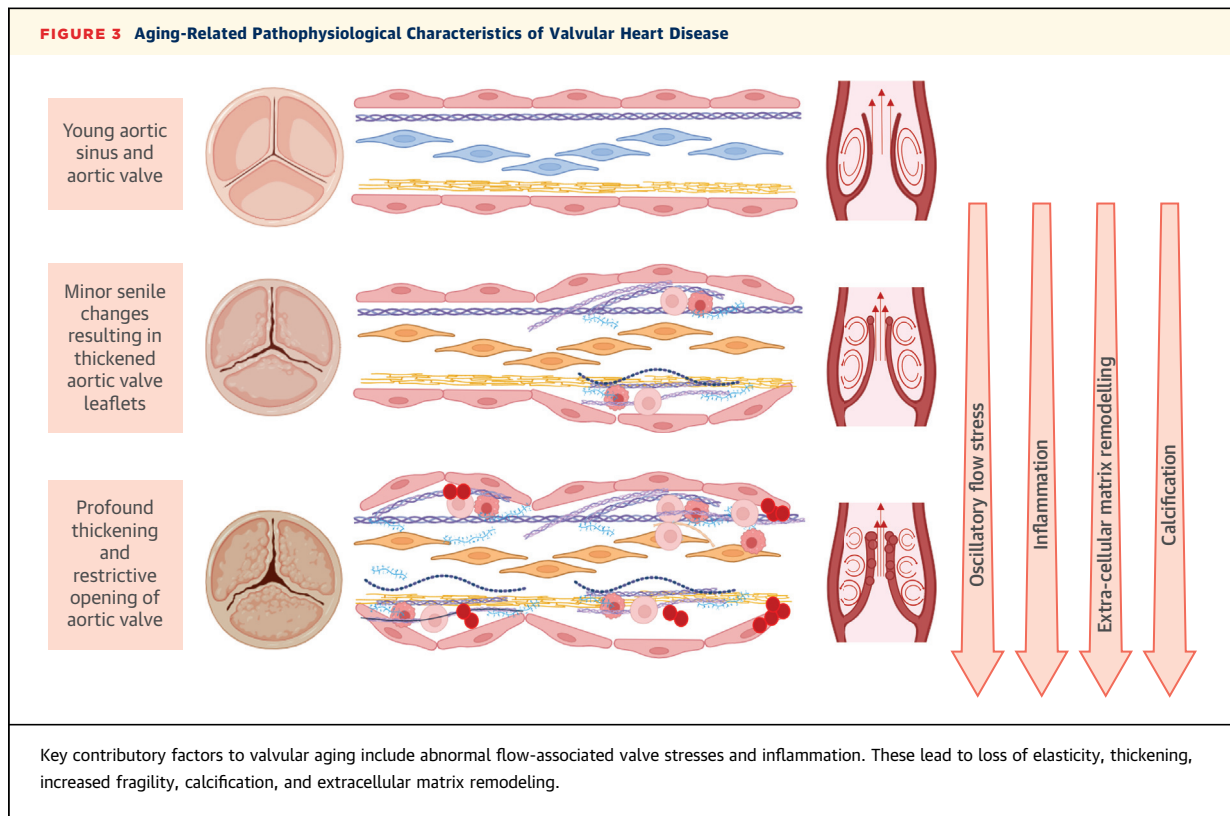 FIGURE 3 Aging-Related Pathophysiological Characteristics of Valvular Heart Disease
Young aortic
sinus and
aortic valve
Minor senile
changes
resulting in
thickened
aortic valve
leaflets
Profound
thickening
and
restrictive
opening of
aortic valve
Oscillatory flow stress
Inflammation
Extra-cellular matrix remodelling
Calcification
Key contributory factors to valvular aging include abnormal flow-associated valve stresses and inflammation. These lead to loss of elasticity, thickening,
increased fragility, calcification, and extracellular matrix remodeling.